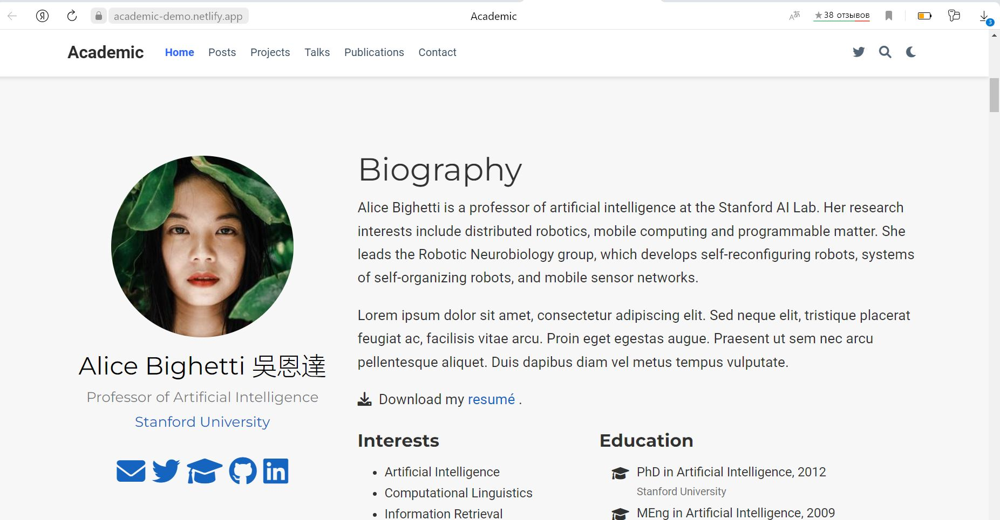 academic-demo.netlify.app
Academic
38 отзывов
3
Academic
Home
Posts
Projects
Talks
Publications
Contact
Alice Bighetti 吳恩達
Professor of Artificial Intelligence
Stanford University
Biography
Alice Bighetti is a professor of artificial intelligence at the Stanford AI Lab. Her research
interests include distributed robotics, mobile computing and programmable matter. She
leads the Robotic Neurobiology group, which develops self-reconfiguring robots, systems
of self-organizing robots, and mobile sensor networks.
Lorem ipsum dolor sit amet, consectetur adipiscing elit. Sed neque elit, tristique placerat
feugiat ac, facilisis vitae arcu. Proin eget egestas augue. Praesent ut sem nec arcu
pellentesque aliquet. Duis dapibus diam vel metus tempus vulputate.
Download my resumé .
Interests
Artificial Intelligence
Computational Linguistics
Information Retrieval
Education
PhD in Artificial Intelligence, 2012
Stanford University
MEng in Artificial Intelligence, 2009